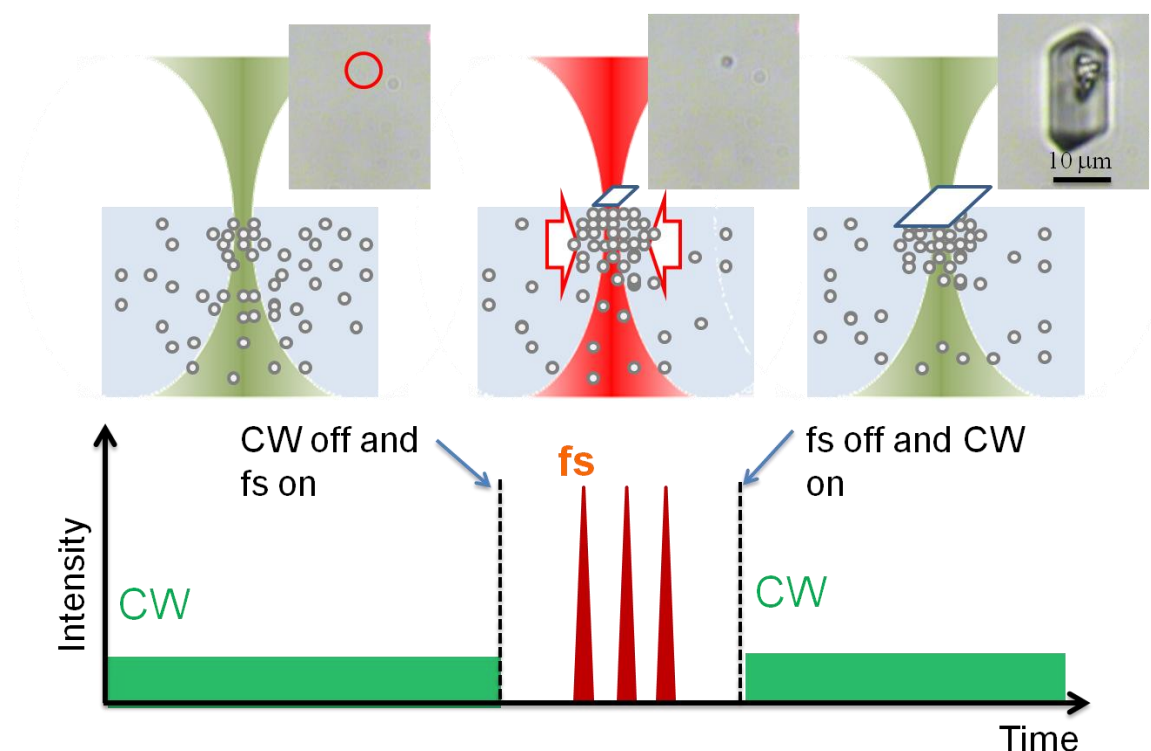 10 μm
CW off and
fs on
fs
fs off and CW
on
Intensity
CW
CW
Time